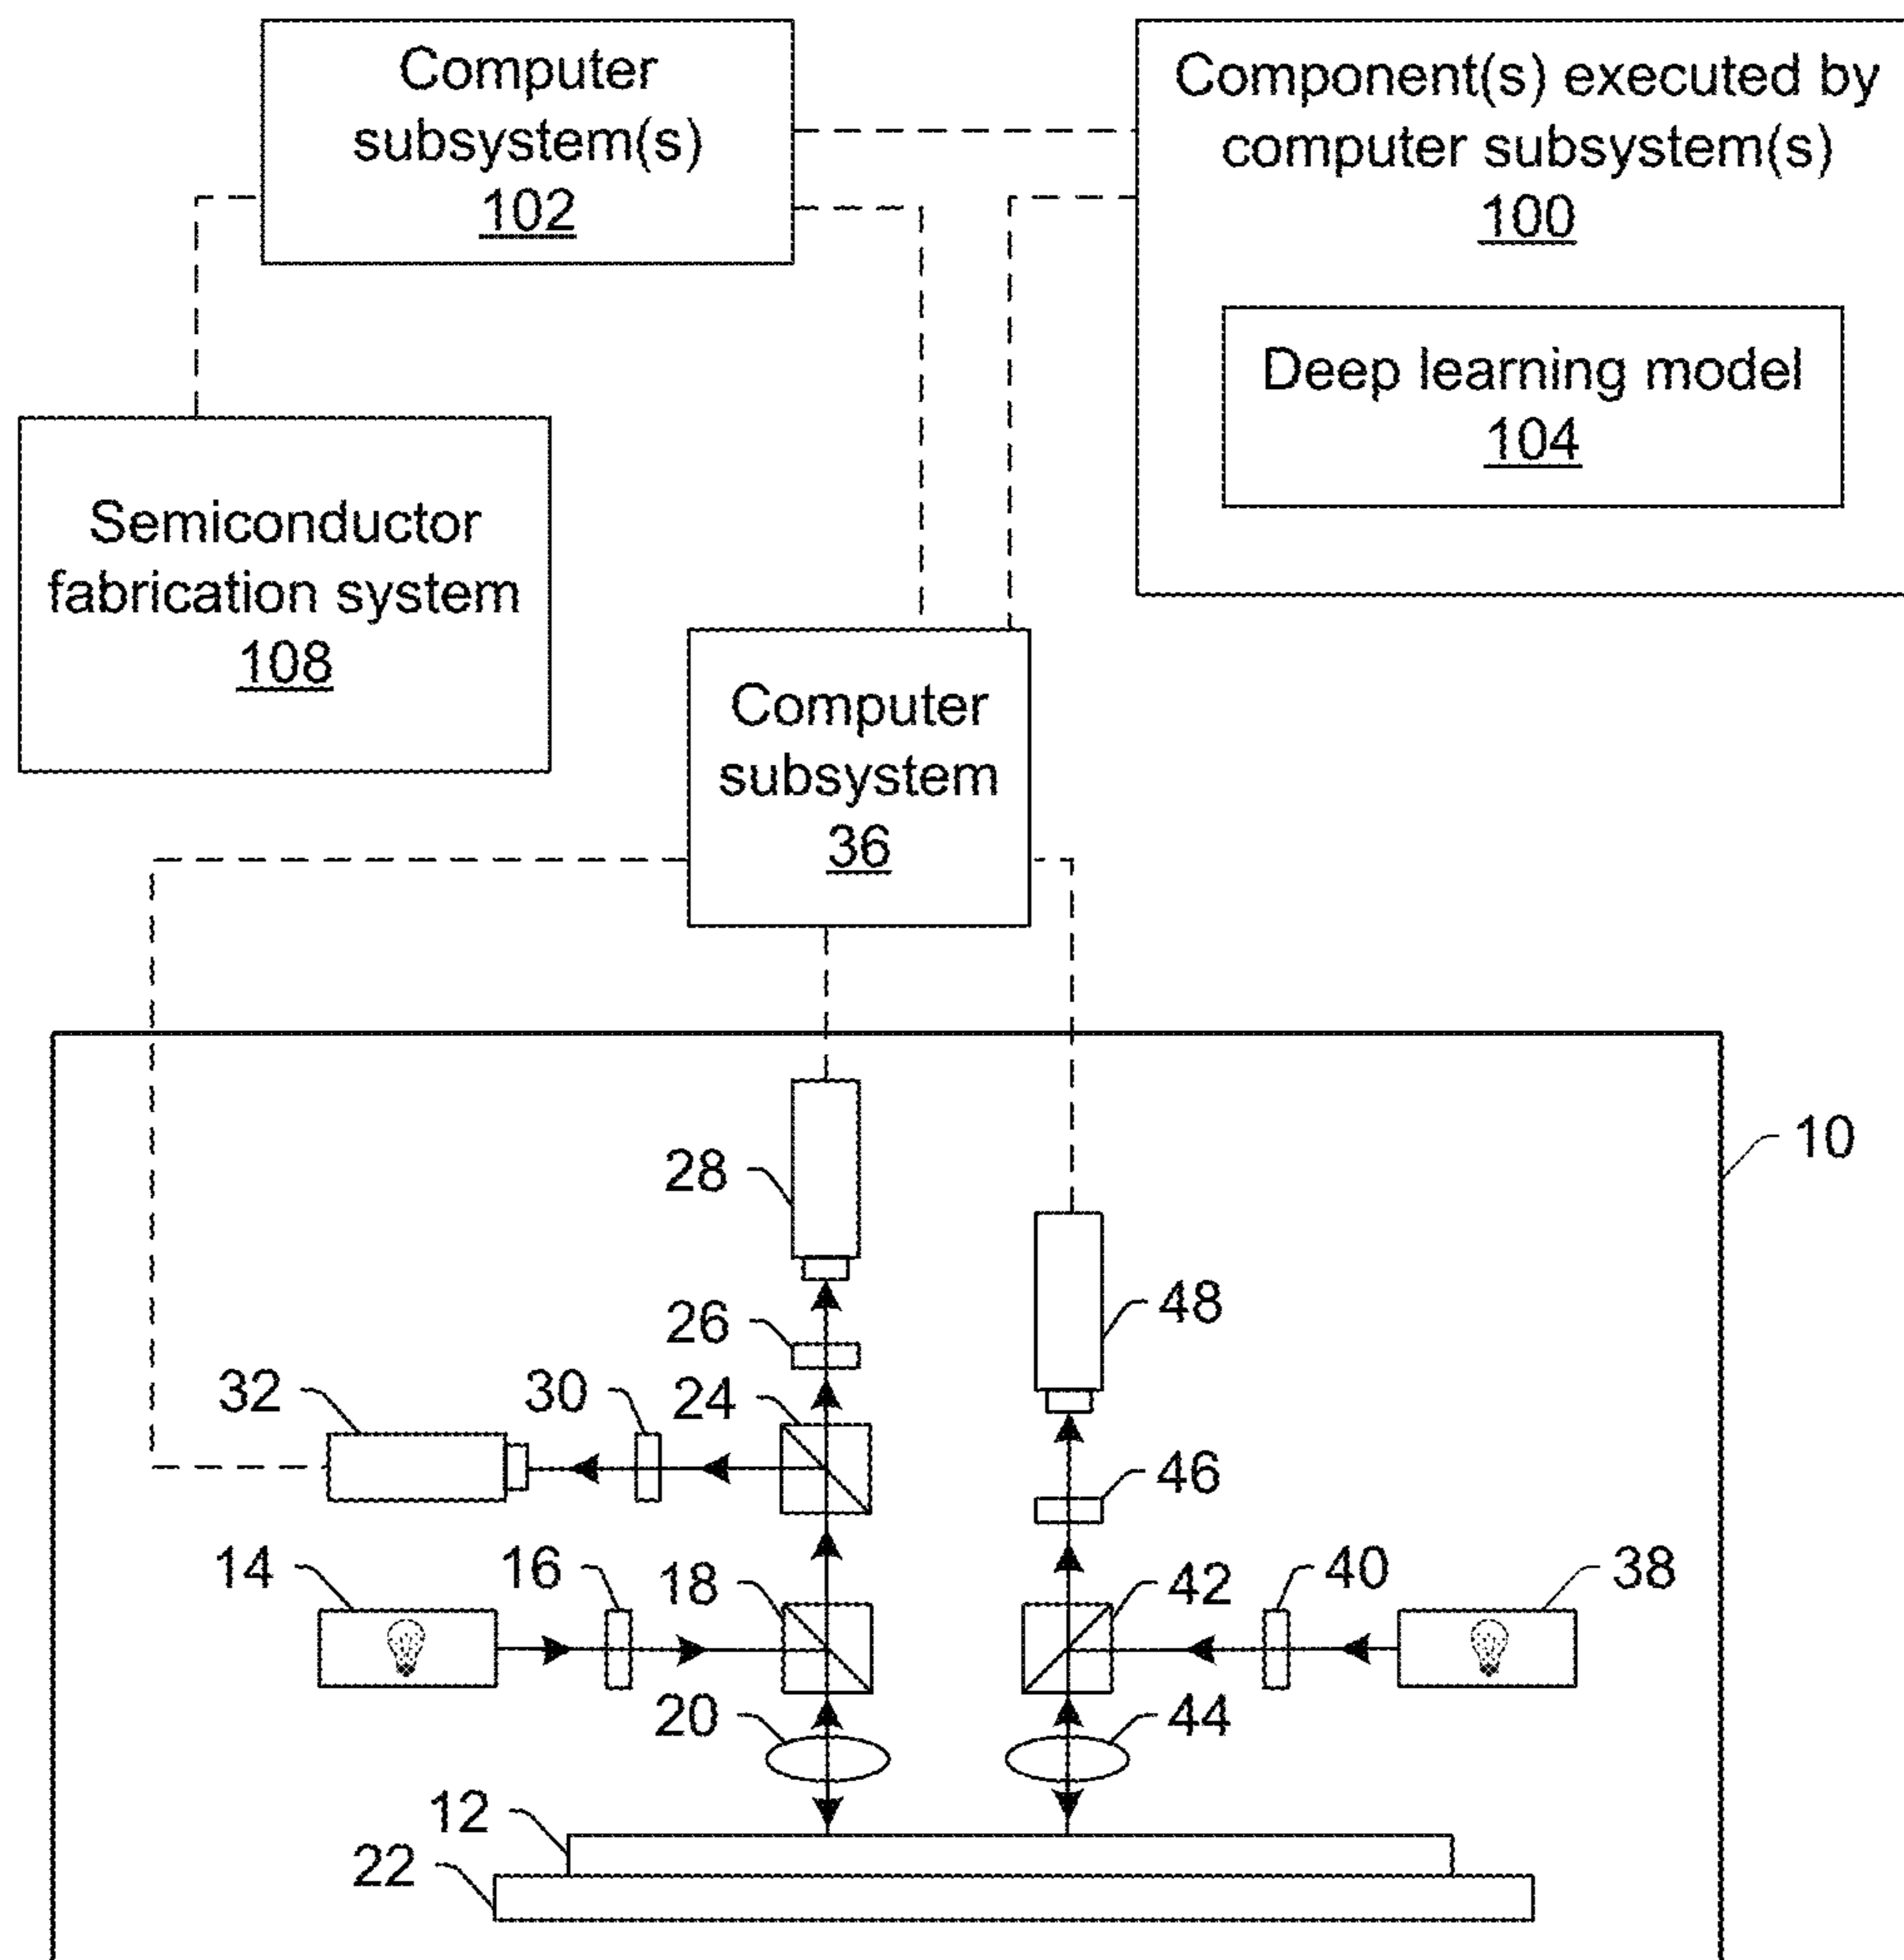 Computer
subsystem(s)
102
Component(s) executed by
computer subsystem(s)
100
Deep learning model
104
Semiconductor
fabrication system
108
Computer
subsystem
36
10
28
48
26
32
30
24
46
14
16
18
42
40
38
20
44
12
22